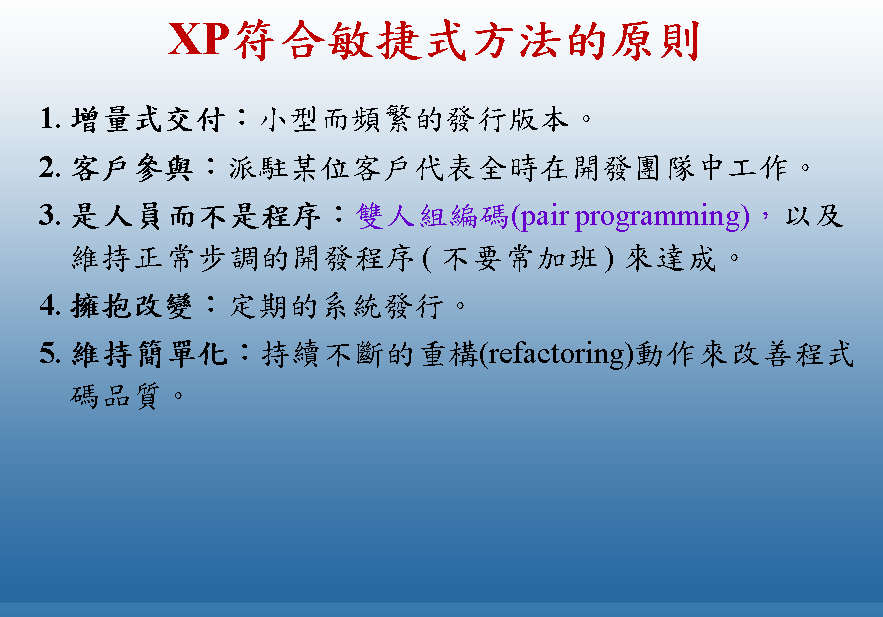 XP符合敏捷式方法的原則
1. 增量式交付：小型而頻繁的發行版本。
2. 客戶參與：派駐某位客戶代表全時在開發團隊中工作。
3. 是人員而不是程序：雙人組編碼(pair programming)，以及
維持正常步調的開發程序 ( 不要常加班 ) 來達成。
4. 擁抱改變：定期的系統發行。
5. 維持簡單化：持續不斷的重構(refactoring)動作來改善程式
碼品質。